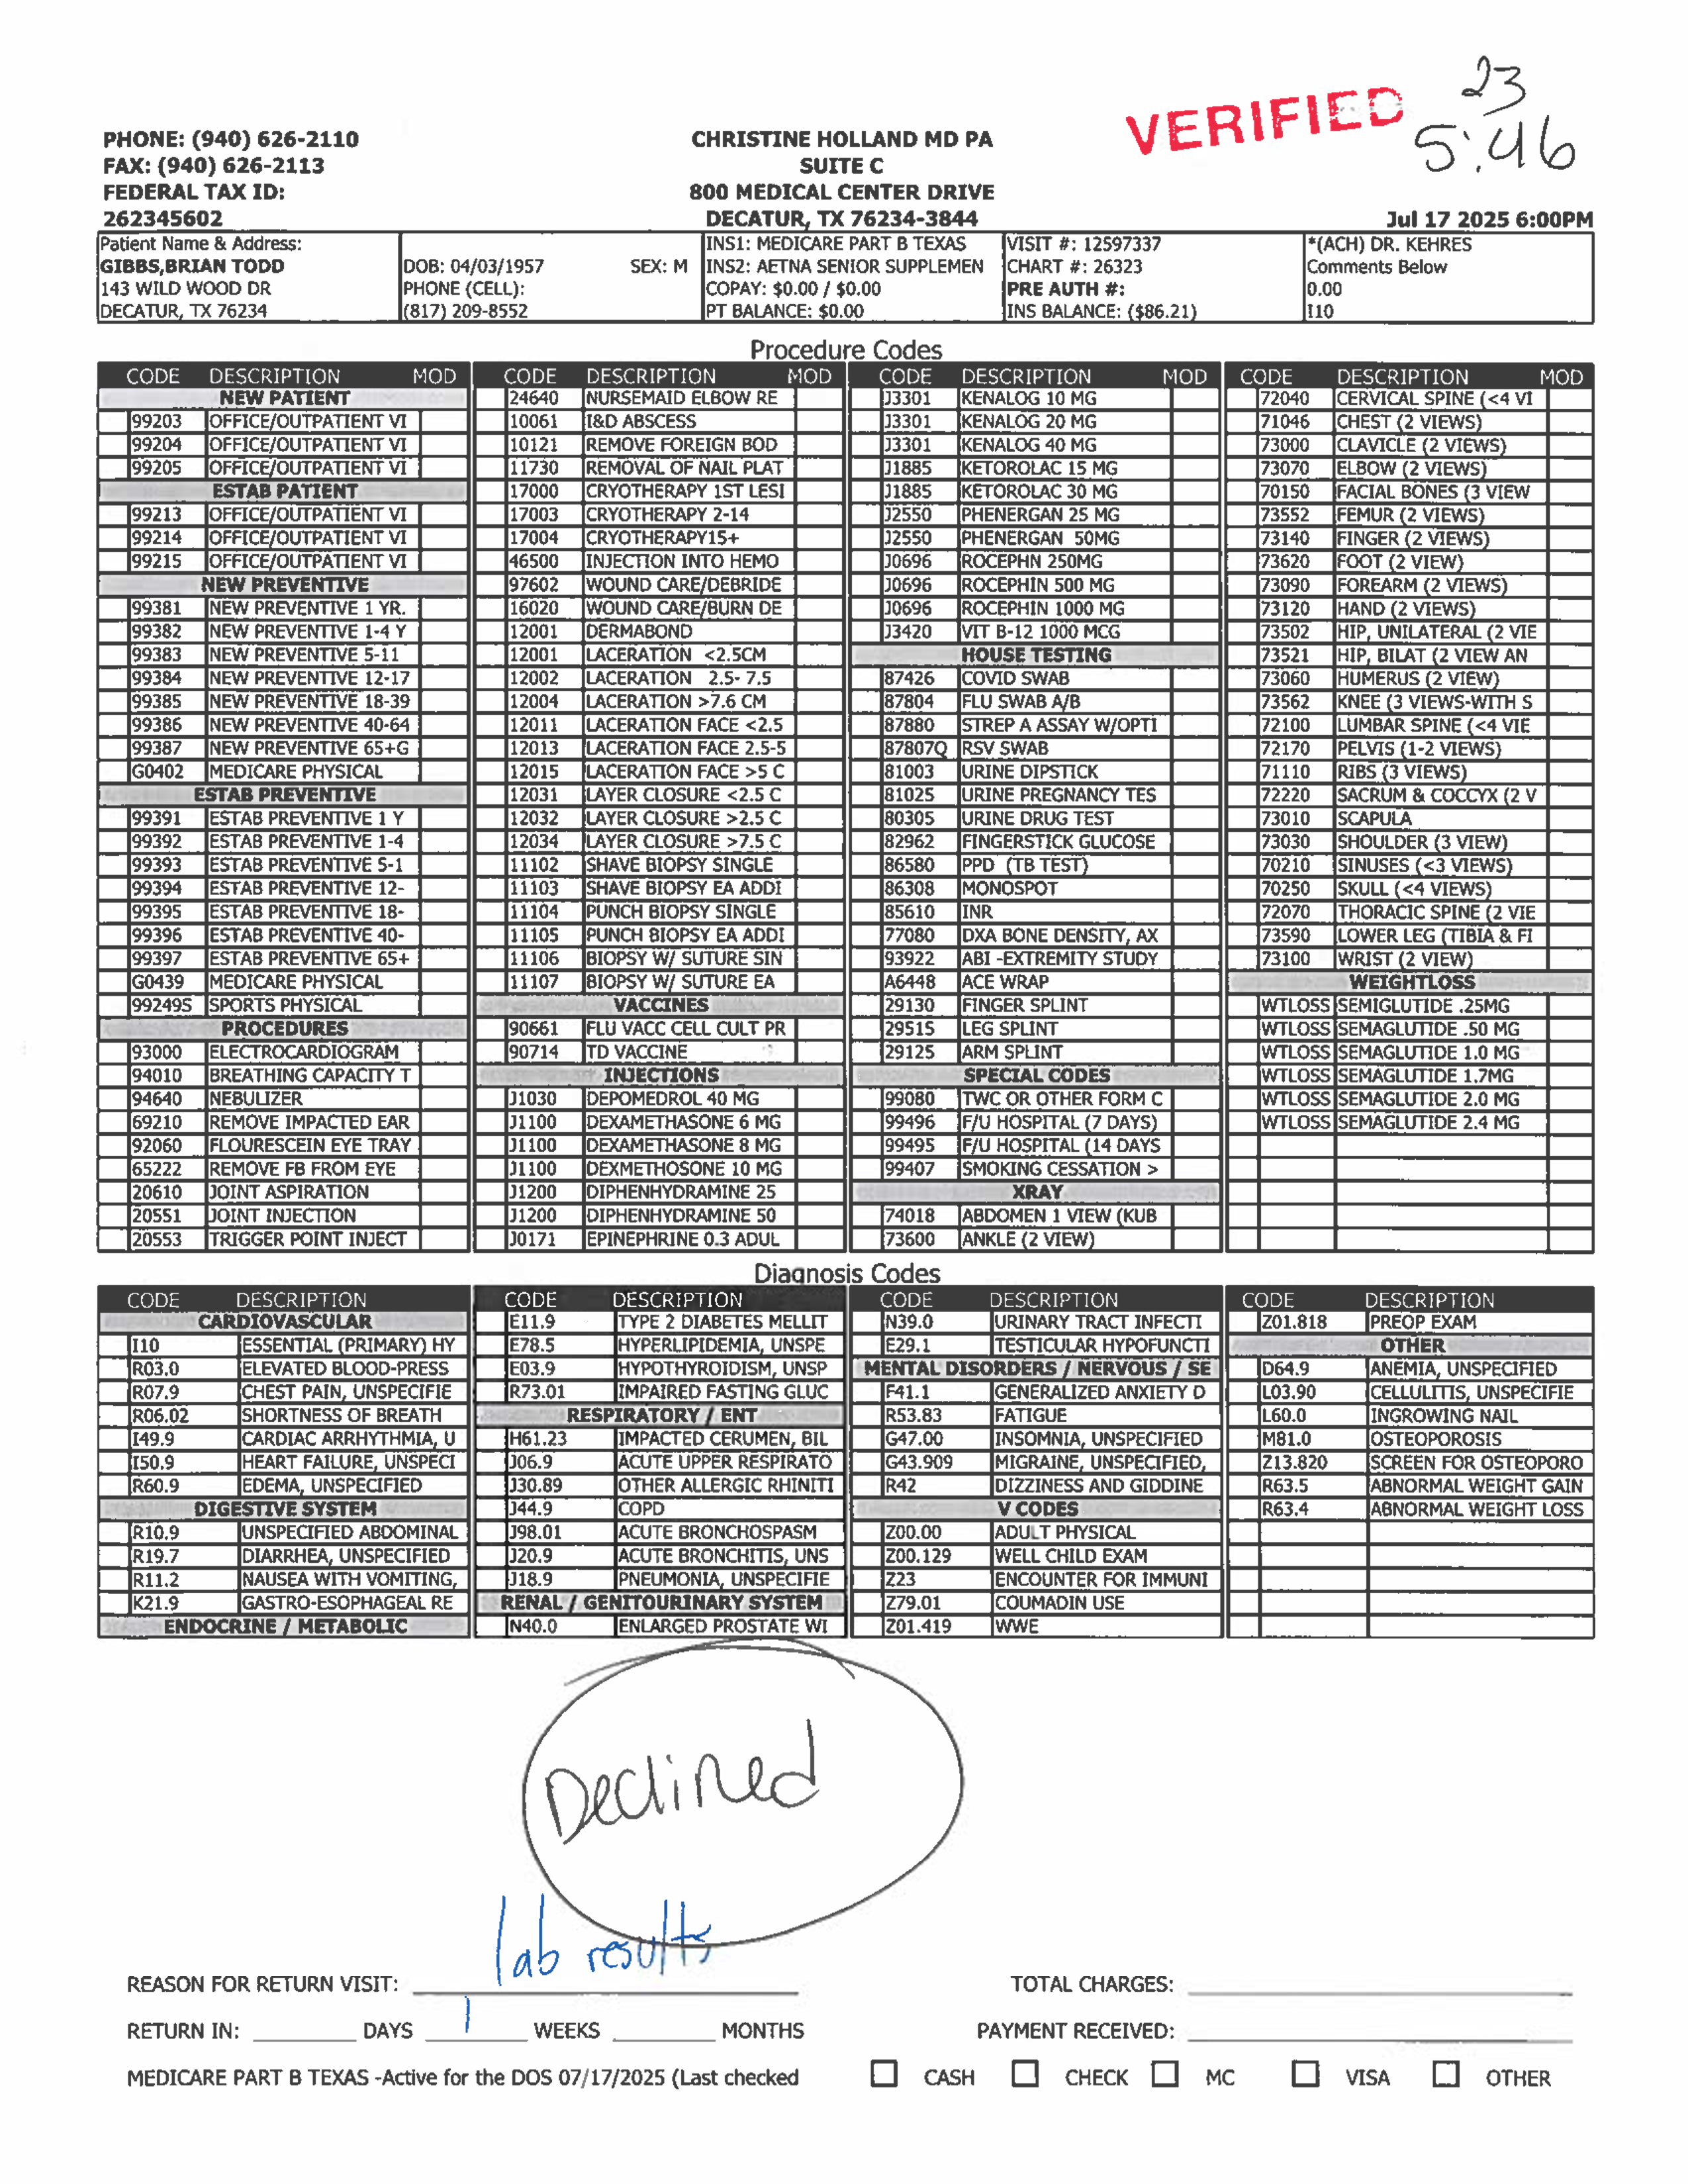 23
VERIFIED
5:46
PHONE: (940) 626-2110
FAX: (940) 626-2113
FEDERAL TAX ID:
262345602
CHRISTINE HOLLAND MD PA
SUITE C
800 MEDICAL CENTER DRIVE
DECATUR, TX 76234-3844
Jul 17 2025 6:00PM
Patient Name & Address:
GIBBS,BRIAN TODD
143 WILD WOOD DR
DECATUR, TX 76234
DOB: 04/03/1957 SEX: M
PHONE (CELL):
(817) 209-8552
INS1: MEDICARE PART B TEXAS
INS2: AETNA SENIOR SUPPLEMEN
COPAY: $0.00 / $0.00
PT BALANCE: $0.00
VISIT #: 12597337
CHART #: 26323
PRE AUTH #:
INS BALANCE: ($86.21)
*(ACH) DR. KEHRES
Comments Below
0.00
I10
Procedure Codes
CODE DESCRIPTION MOD
NEW PATIENT
99203 OFFICE/OUTPATIENT VI
99204 OFFICE/OUTPATIENT VI
99205 OFFICE/OUTPATIENT VI
ESTAB PATIENT
99213 OFFICE/OUTPATIENT VI
99214 OFFICE/OUTPATIENT VI
99215 OFFICE/OUTPATIENT VI
NEW PREVENTIVE
99381 NEW PREVENTIVE 1 YR.
99382 NEW PREVENTIVE 1-4 Y
99383 NEW PREVENTIVE 5-11
99384 NEW PREVENTIVE 12-17
99385 NEW PREVENTIVE 18-39
99386 NEW PREVENTIVE 40-64
99387 NEW PREVENTIVE 65+G
G0402 MEDICARE PHYSICAL
ESTAB PREVENTIVE
99391 ESTAB PREVENTIVE 1 Y
99392 ESTAB PREVENTIVE 1-4
99393 ESTAB PREVENTIVE 5-1
99394 ESTAB PREVENTIVE 12-
99395 ESTAB PREVENTIVE 18-
99396 ESTAB PREVENTIVE 40-
99397 ESTAB PREVENTIVE 65+
G0439 MEDICARE PHYSICAL
99249S SPORTS PHYSICAL
PROCEDURES
93000 ELECTROCARDIOGRAM
94010 BREATHING CAPACITY T
94640 NEBULIZER
69210 REMOVE IMPACTED EAR
92060 FLOURESCEIN EYE TRAY
65222 REMOVE FB FROM EYE
20610 JOINT ASPIRATION
20551 JOINT INJECTION
20553 TRIGGER POINT INJECT
CODE DESCRIPTION MOD
24640 NURSEMAID ELBOW RE
10061 I&D ABSCESS
10121 REMOVE FOREIGN BOD
11730 REMOVAL OF NAIL PLAT
17000 CRYOTHERAPY 1ST LESI
17003 CRYOTHERAPY 2-14
17004 CRYOTHERAPY15+
46500 INJECTION INTO HEMO
97602 WOUND CARE/DEBRIDE
16020 WOUND CARE/BURN DE
12001 DERMABOND
12001 LACERATION <2.5CM
12002 LACERATION 2.5- 7.5
12004 LACERATION >7.6 CM
12011 LACERATION FACE <2.5
12013 LACERATION FACE 2.5-5
12015 LACERATION FACE >5 C
12031 LAYER CLOSURE <2.5 C
12032 LAYER CLOSURE >2.5 C
12034 LAYER CLOSURE >7.5 C
11102 SHAVE BIOPSY SINGLE
11103 SHAVE BIOPSY EA ADDI
11104 PUNCH BIOPSY SINGLE
11105 PUNCH BIOPSY EA ADDI
11106 BIOPSY W/ SUTURE SIN
11107 BIOPSY W/ SUTURE EA
VACCINES
90661 FLU VACC CELL CULT PR
90714 TD VACCINE
INJECTIONS
J1030 DEPOMEDROL 40 MG
J1100 DEXAMETHASONE 6 MG
J1100 DEXAMETHASONE 8 MG
J1100 DEXMETHOSONE 10 MG
J1200 DIPHENHYDRAMINE 25
J1200 DIPHENHYDRAMINE 50
J0171 EPINEPHRINE 0.3 ADUL
CODE DESCRIPTION MOD
J3301 KENALOG 10 MG
J3301 KENALOG 20 MG
J3301 KENALOG 40 MG
J1885 KETOROLAC 15 MG
J1885 KETOROLAC 30 MG
J2550 PHENERGAN 25 MG
J2550 PHENERGAN 50MG
J0696 ROCEPHN 250MG
J0696 ROCEPHIN 500 MG
J0696 ROCEPHIN 1000 MG
J3420 VIT B-12 1000 MCG
HOUSE TESTING
87426 COVID SWAB
87804 FLU SWAB A/B
87880 STREP A ASSAY W/OPTI
87807Q RSV SWAB
81003 URINE DIPSTICK
81025 URINE PREGNANCY TES
80305 URINE DRUG TEST
82962 FINGERSTICK GLUCOSE
86580 PPD (TB TEST)
86308 MONOSPOT
85610 INR
77080 DXA BONE DENSITY, AX
93922 ABI -EXTREMITY STUDY
A6448 ACE WRAP
29130 FINGER SPLINT
29515 LEG SPLINT
29125 ARM SPLINT
SPECIAL CODES
99080 TWC OR OTHER FORM C
99496 F/U HOSPITAL (7 DAYS)
99495 F/U HOSPITAL (14 DAYS
99407 SMOKING CESSATION >
XRAY
74018 ABDOMEN 1 VIEW (KUB
73600 ANKLE (2 VIEW)
CODE DESCRIPTION MOD
72040 CERVICAL SPINE (<4 VI
71046 CHEST (2 VIEWS)
73000 CLAVICLE (2 VIEWS)
73070 ELBOW (2 VIEWS)
70150 FACIAL BONES (3 VIEW
73552 FEMUR (2 VIEWS)
73140 FINGER (2 VIEWS)
73620 FOOT (2 VIEW)
73090 FOREARM (2 VIEWS)
73120 HAND (2 VIEWS)
73502 HIP, UNILATERAL (2 VIE
73521 HIP, BILAT (2 VIEW AN
73060 HUMERUS (2 VIEW)
73562 KNEE (3 VIEWS-WITH S
72100 LUMBAR SPINE (<4 VIE
72170 PELVIS (1-2 VIEWS)
71110 RIBS (3 VIEWS)
72220 SACRUM & COCCYX (2 V
73010 SCAPULA
73030 SHOULDER (3 VIEW)
70210 SINUSES (<3 VIEWS)
70250 SKULL (<4 VIEWS)
72070 THORACIC SPINE (2 VIE
73590 LOWER LEG (TIBIA & FI
73100 WRIST (2 VIEW)
WEIGHTLOSS
WTLOSS SEMIGLUTIDE .25MG
WTLOSS SEMAGLUTIDE .50 MG
WTLOSS SEMAGLUTIDE 1.0 MG
WTLOSS SEMAGLUTIDE 1.7MG
WTLOSS SEMAGLUTIDE 2.0 MG
WTLOSS SEMAGLUTIDE 2.4 MG
Diagnosis Codes
CODE DESCRIPTION
CARDIOVASCULAR
I10 ESSENTIAL (PRIMARY) HY
R03.0 ELEVATED BLOOD-PRESS
R07.9 CHEST PAIN, UNSPECIFIE
R06.02 SHORTNESS OF BREATH
I49.9 CARDIAC ARRHYTHMIA, U
I50.9 HEART FAILURE, UNSPECI
R60.9 EDEMA, UNSPECIFIED
DIGESTIVE SYSTEM
R10.9 UNSPECIFIED ABDOMINAL
R19.7 DIARRHEA, UNSPECIFIED
R11.2 NAUSEA WITH VOMITING,
K21.9 GASTRO-ESOPHAGEAL RE
ENDOCRINE / METABOLIC
CODE DESCRIPTION
E11.9 TYPE 2 DIABETES MELLIT
E78.5 HYPERLIPIDEMIA, UNSPE
E03.9 HYPOTHYROIDISM, UNSP
R73.01 IMPAIRED FASTING GLUC
RESPIRATORY / ENT
H61.23 IMPACTED CERUMEN, BIL
J06.9 ACUTE UPPER RESPIRATO
J30.89 OTHER ALLERGIC RHINITI
J44.9 COPD
J98.01 ACUTE BRONCHOSPASM
J20.9 ACUTE BRONCHITIS, UNS
J18.9 PNEUMONIA, UNSPECIFIE
RENAL / GENITOURINARY SYSTEM
N40.0 ENLARGED PROSTATE WI
CODE DESCRIPTION
N39.0 URINARY TRACT INFECTI
E29.1 TESTICULAR HYPOFUNCTI
MENTAL DISORDERS / NERVOUS / SE
F41.1 GENERALIZED ANXIETY D
R53.83 FATIGUE
G47.00 INSOMNIA, UNSPECIFIED
G43.909 MIGRAINE, UNSPECIFIED,
R42 DIZZINESS AND GIDDINE
V CODES
Z00.00 ADULT PHYSICAL
Z00.129 WELL CHILD EXAM
Z23 ENCOUNTER FOR IMMUNI
Z79.01 COUMADIN USE
Z01.419 WWE
CODE DESCRIPTION
Z01.818 PREOP EXAM
OTHER
D64.9 ANEMIA, UNSPECIFIED
L03.90 CELLULITIS, UNSPECIFIE
L60.0 INGROWING NAIL
M81.0 OSTEOPOROSIS
Z13.820 SCREEN FOR OSTEOPORO
R63.5 ABNORMAL WEIGHT GAIN
R63.4 ABNORMAL WEIGHT LOSS
Declined
REASON FOR RETURN VISIT: lab results
RETURN IN: DAYS 1 WEEKS MONTHS
MEDICARE PART B TEXAS -Active for the DOS 07/17/2025 (Last checked
TOTAL CHARGES:
PAYMENT RECEIVED:
CASH CHECK MC VISA OTHER